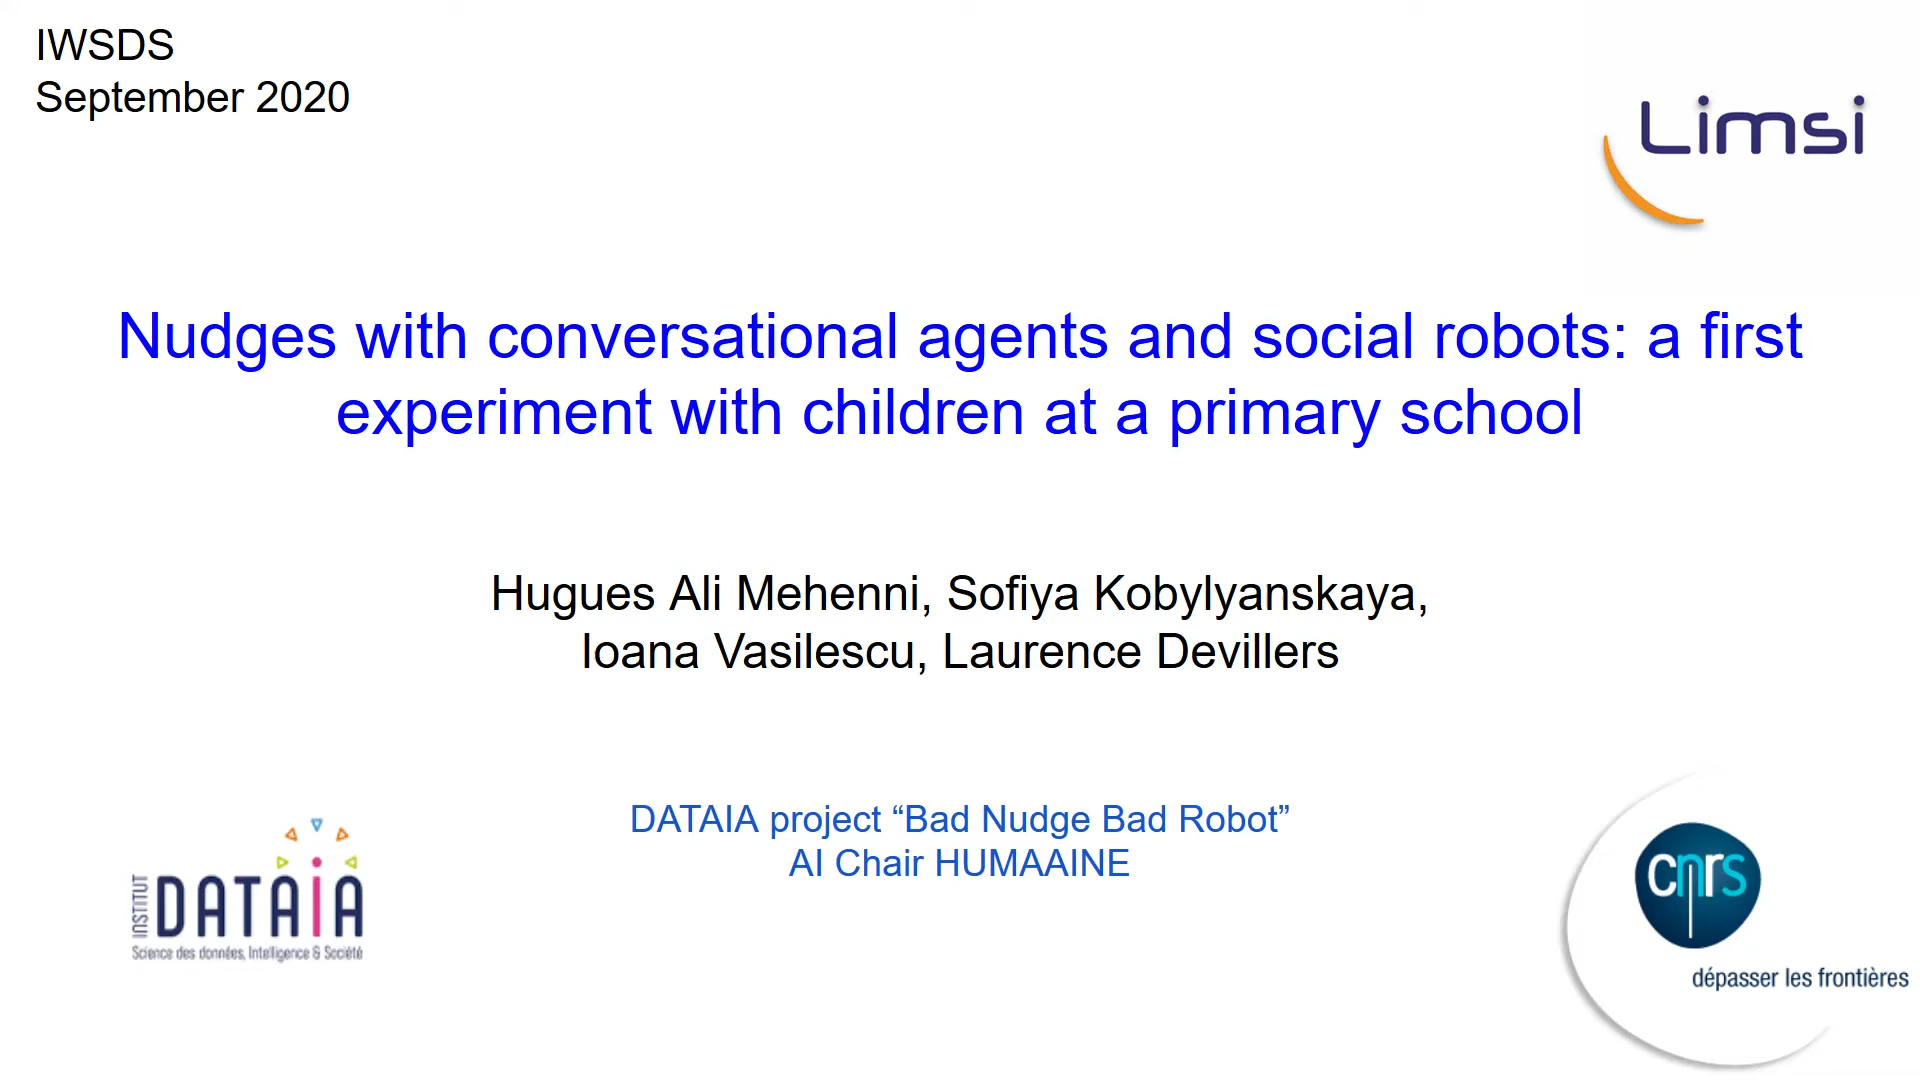 IWSDS
September 2020
Limsi
Nudges with conversational agents and social robots: a first
experiment with children at a primary school
Hugues Ali Mehenni, Sofiya Kobylyanskaya,
Ioana Vasilescu, Laurence Devillers
DATAIA project “Bad Nudge Bad Robot”
AI Chair HUMAAINE
INSTITUT
DATAIA
Science des données, Intelligence & Société
cnrs
dépasser les frontières